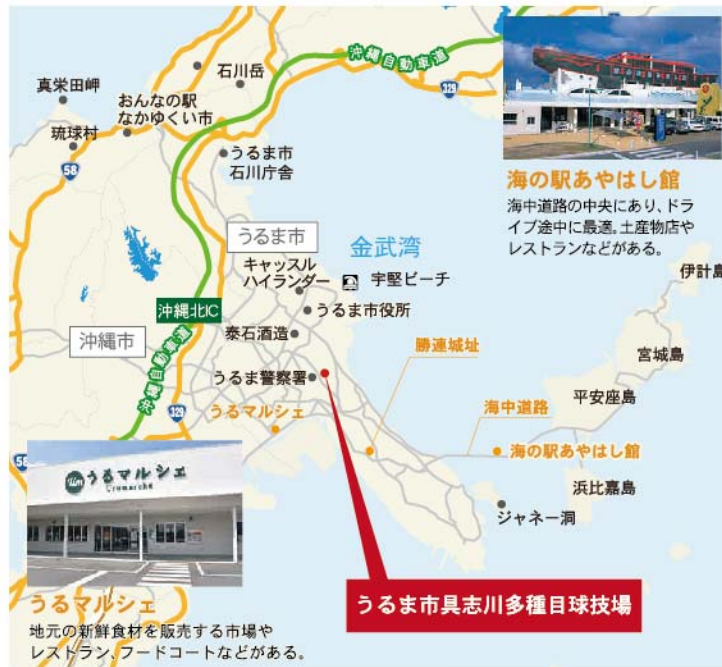 沖縄自動車道
329
石川岳
真栄田岬
おんなの駅
なかゆくい市
琉球村
58
うるま市
石川庁舎
海の駅あやはし館
海中道路の中央にあり、ドラ
イブ途中に最適。土産物店や
レストランなどがある。
うるま市
金武湾
キャッスル
ハイランダー
宇堅ビーチ
伊計島
沖縄北IC
うるま市役所
沖縄市
泰石酒造
勝連城址
宮城島
沖縄自動車道
うるま警察署
平安座島
329
うるマルシェ
海中道路
海の駅あやはし館
58
うるマルシェ
Urumarche
浜比嘉島
ジャネー洞
うるま市具志川多種目球技場
うるマルシェ
地元の新鮮食材を販売する市場や
レストラン、フードコートなどがある。